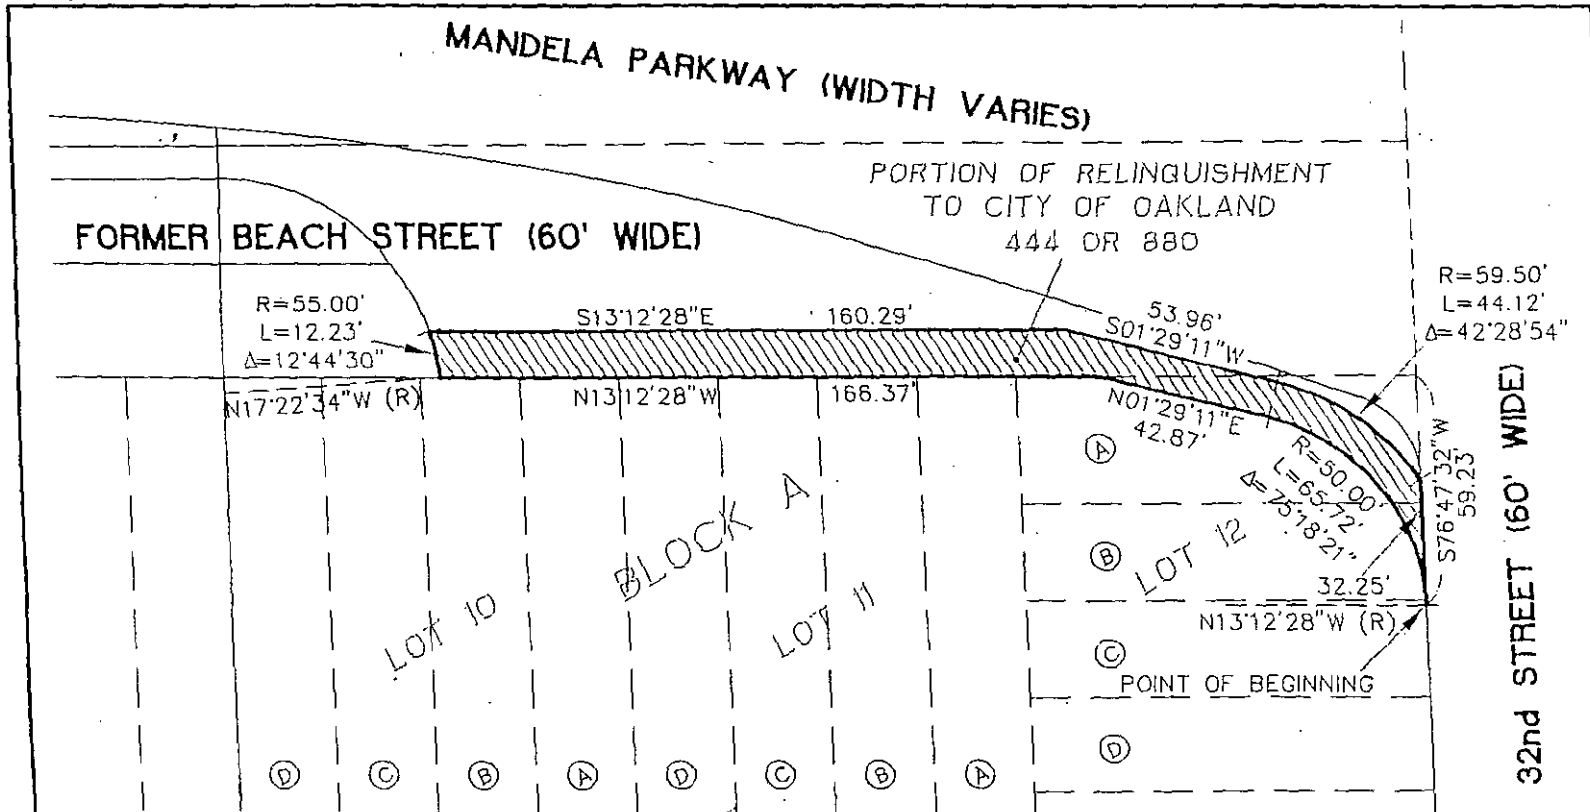 MANDELA PARKWAY (WIDTH VARIES)
PORTION OF RELINQUISHMENT
TO CITY OF OAKLAND
444 OR 880
FORMER BEACH STREET (60' WIDE)
R=55.00'
L=12.23'
Δ=12°44'30"
N17°22'34"W (R)
S13°12'28"E 160.29'
N13°12'28"W 166.37'
53.96'
S01°29'11"W
N01°29'11"E
42.87'
R=59.50'
L=44.12'
Δ=42°28'54"
R=50.00'
L=65.72'
Δ=75°18'21"
S76°47'32"W
59.23'
32.25'
N13°12'28"W (R)
POINT OF BEGINNING
32nd STREET (60' WIDE)
BLOCK A
LOT 10
LOT 11
LOT 12
A
B
C
D
D C B A D C B A